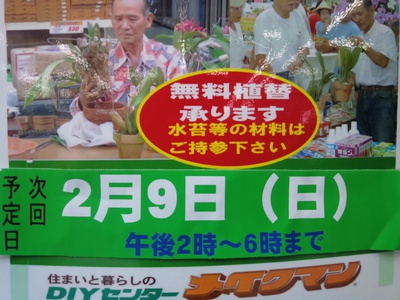 無料植替
承ります
水苔等の材料は
ご持参下さい
次回
予定日
2月9日（日）
午後2時～6時まで
住まいと暮らしの
DIYセンター メイクマン